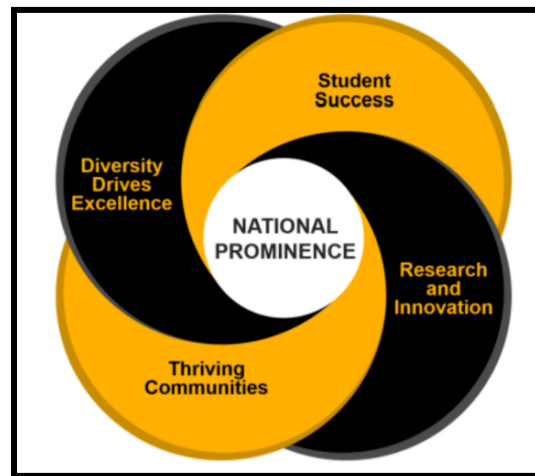 Student
Success
Diversity
Drives
Excellence
NATIONAL
PROMINENCE
Research
and
Innovation
Thriving
Communities